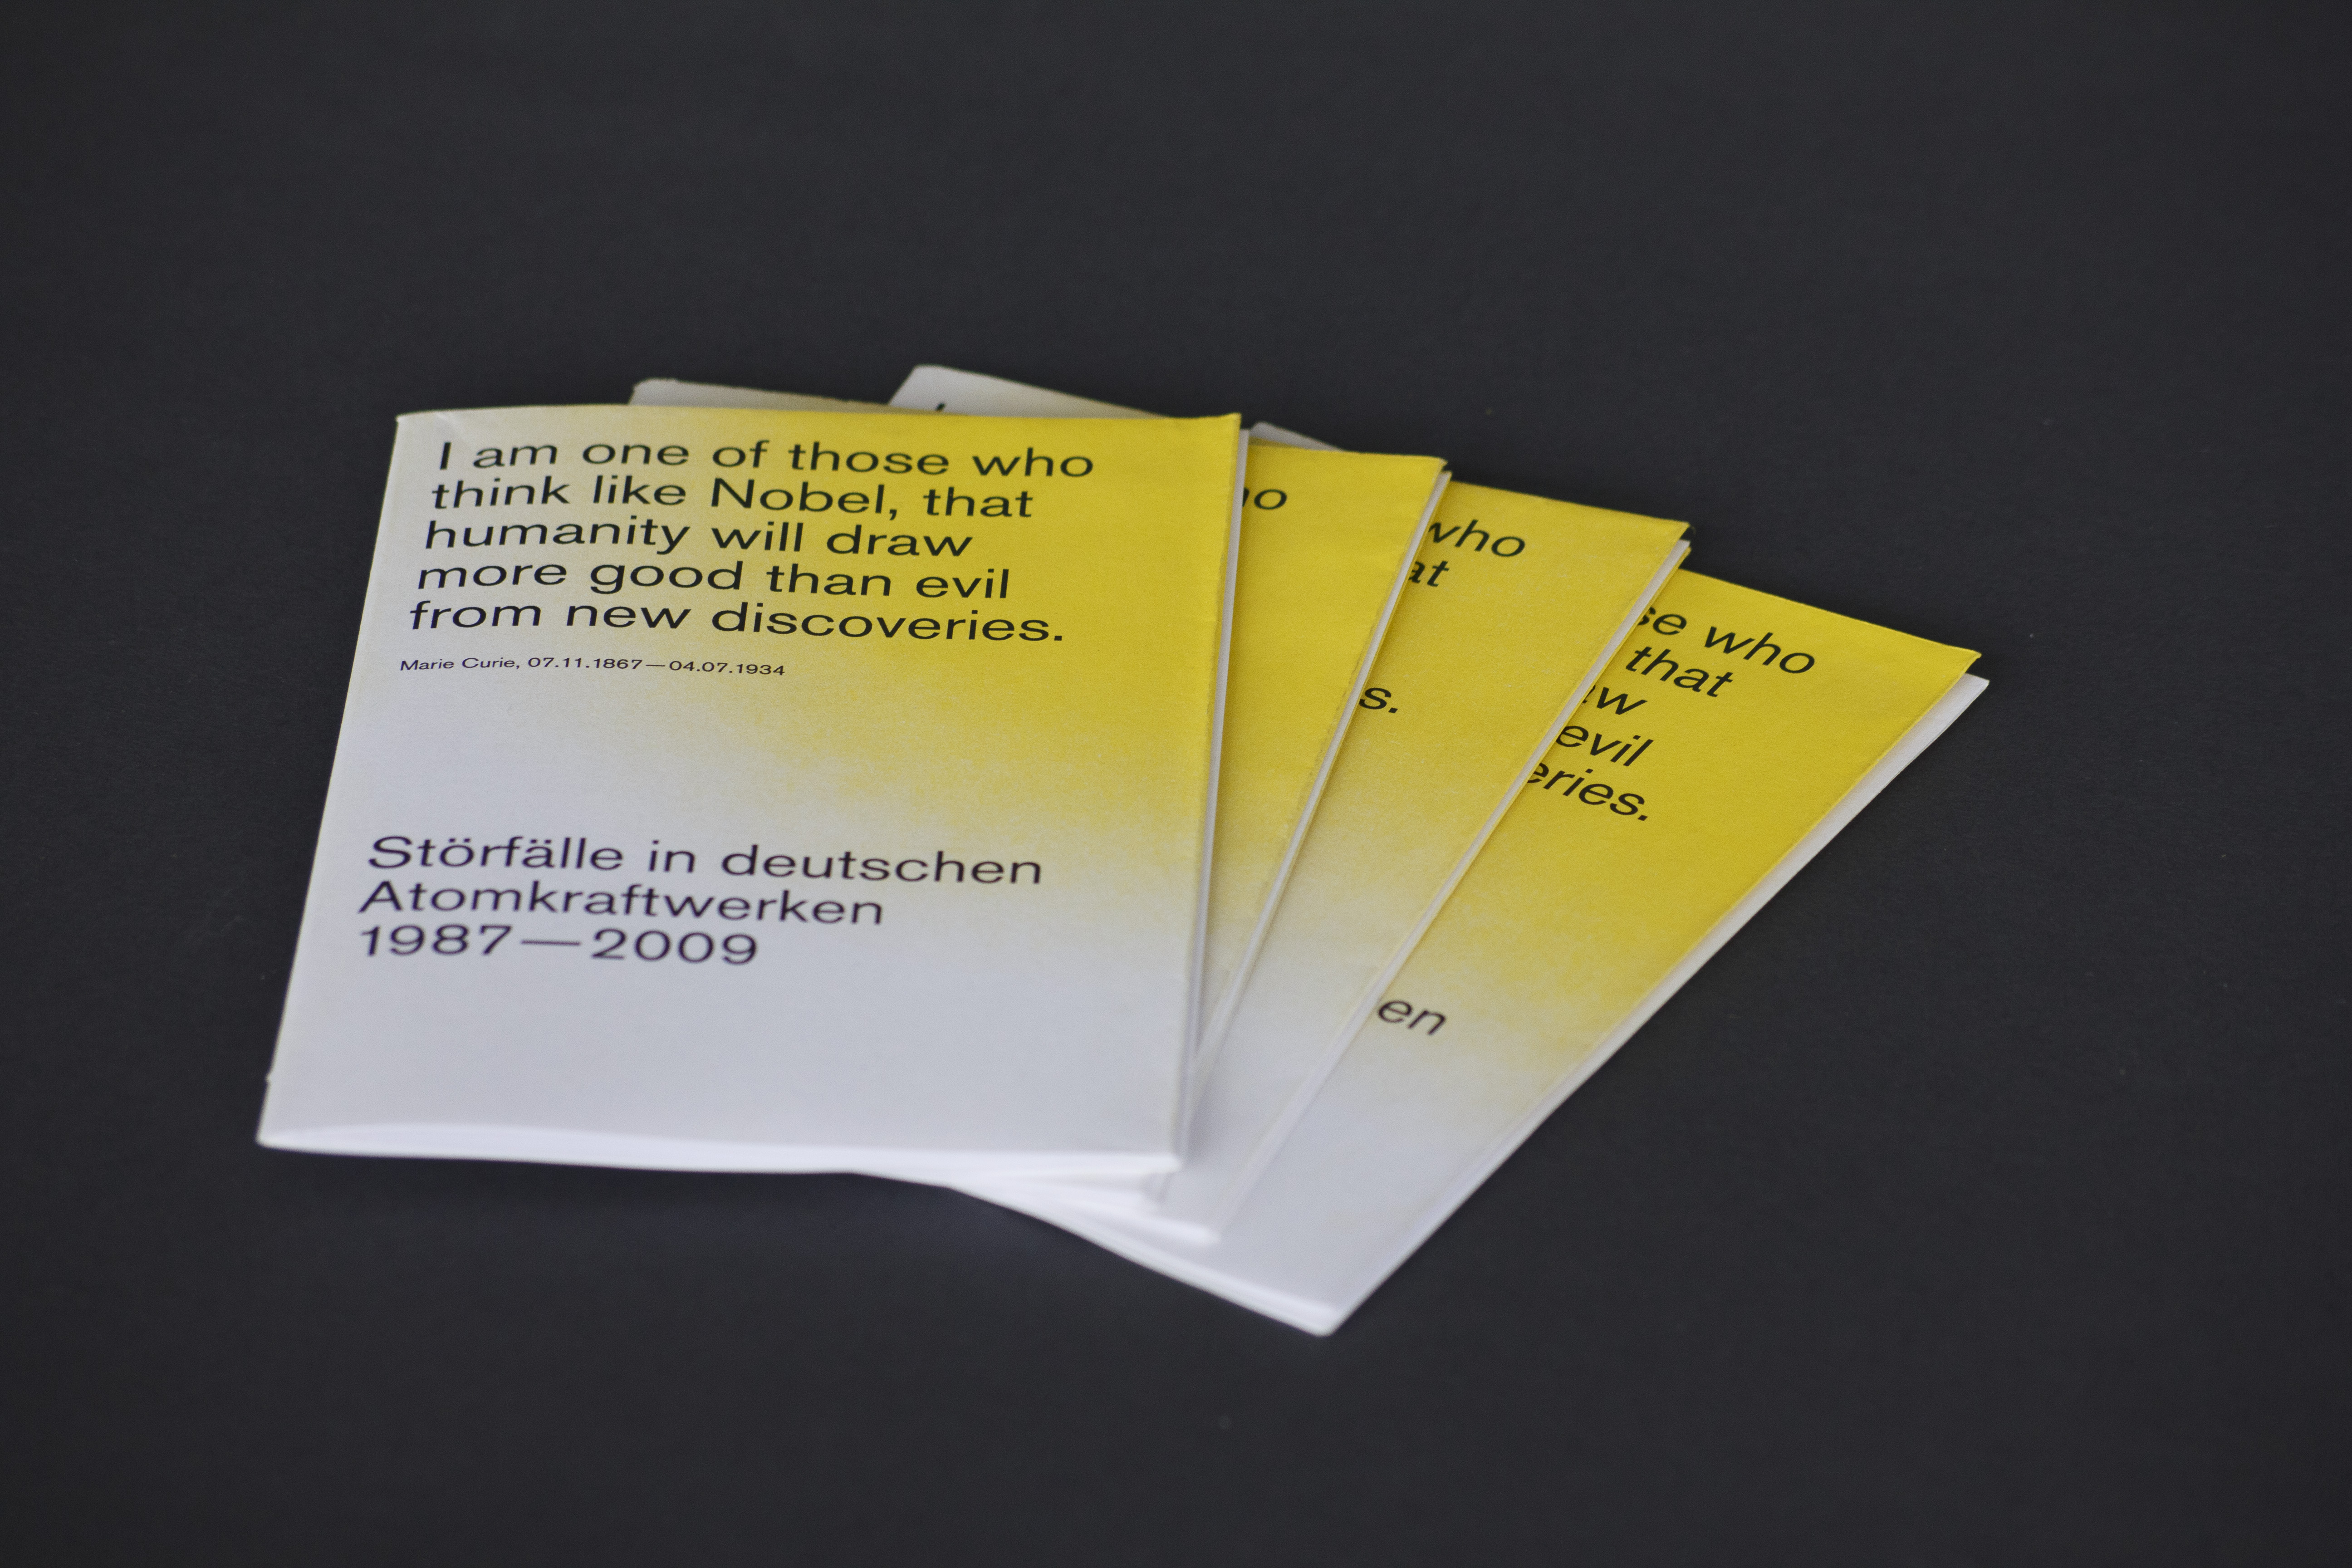 I am one of those who
think like Nobel, that
humanity will draw
more good than evil
from new discoveries.
Marie Curie, 07.11.1867—04.07.1934
Störfälle in deutschen
Atomkraftwerken
1987—2009
who
s.
who
that
evil
en